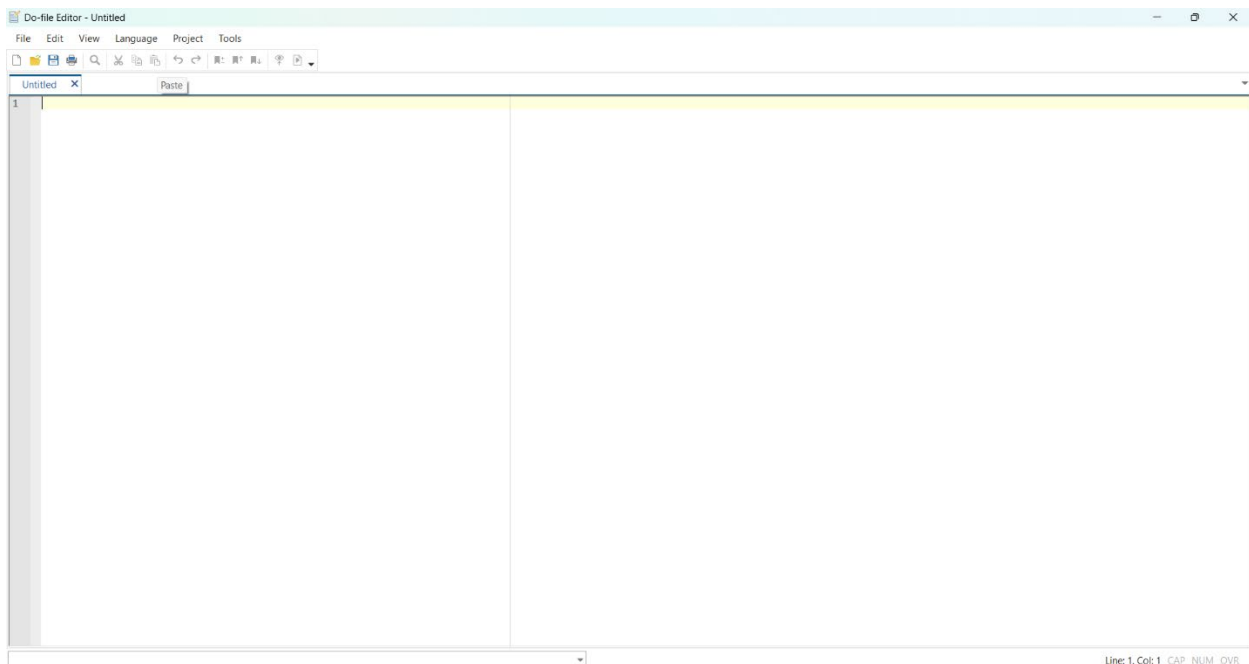 Do-file Editor - Untitled
File Edit View Language Project Tools
Untitled
Paste
1
Line: 1, Col: 1 CAP NUM OVR